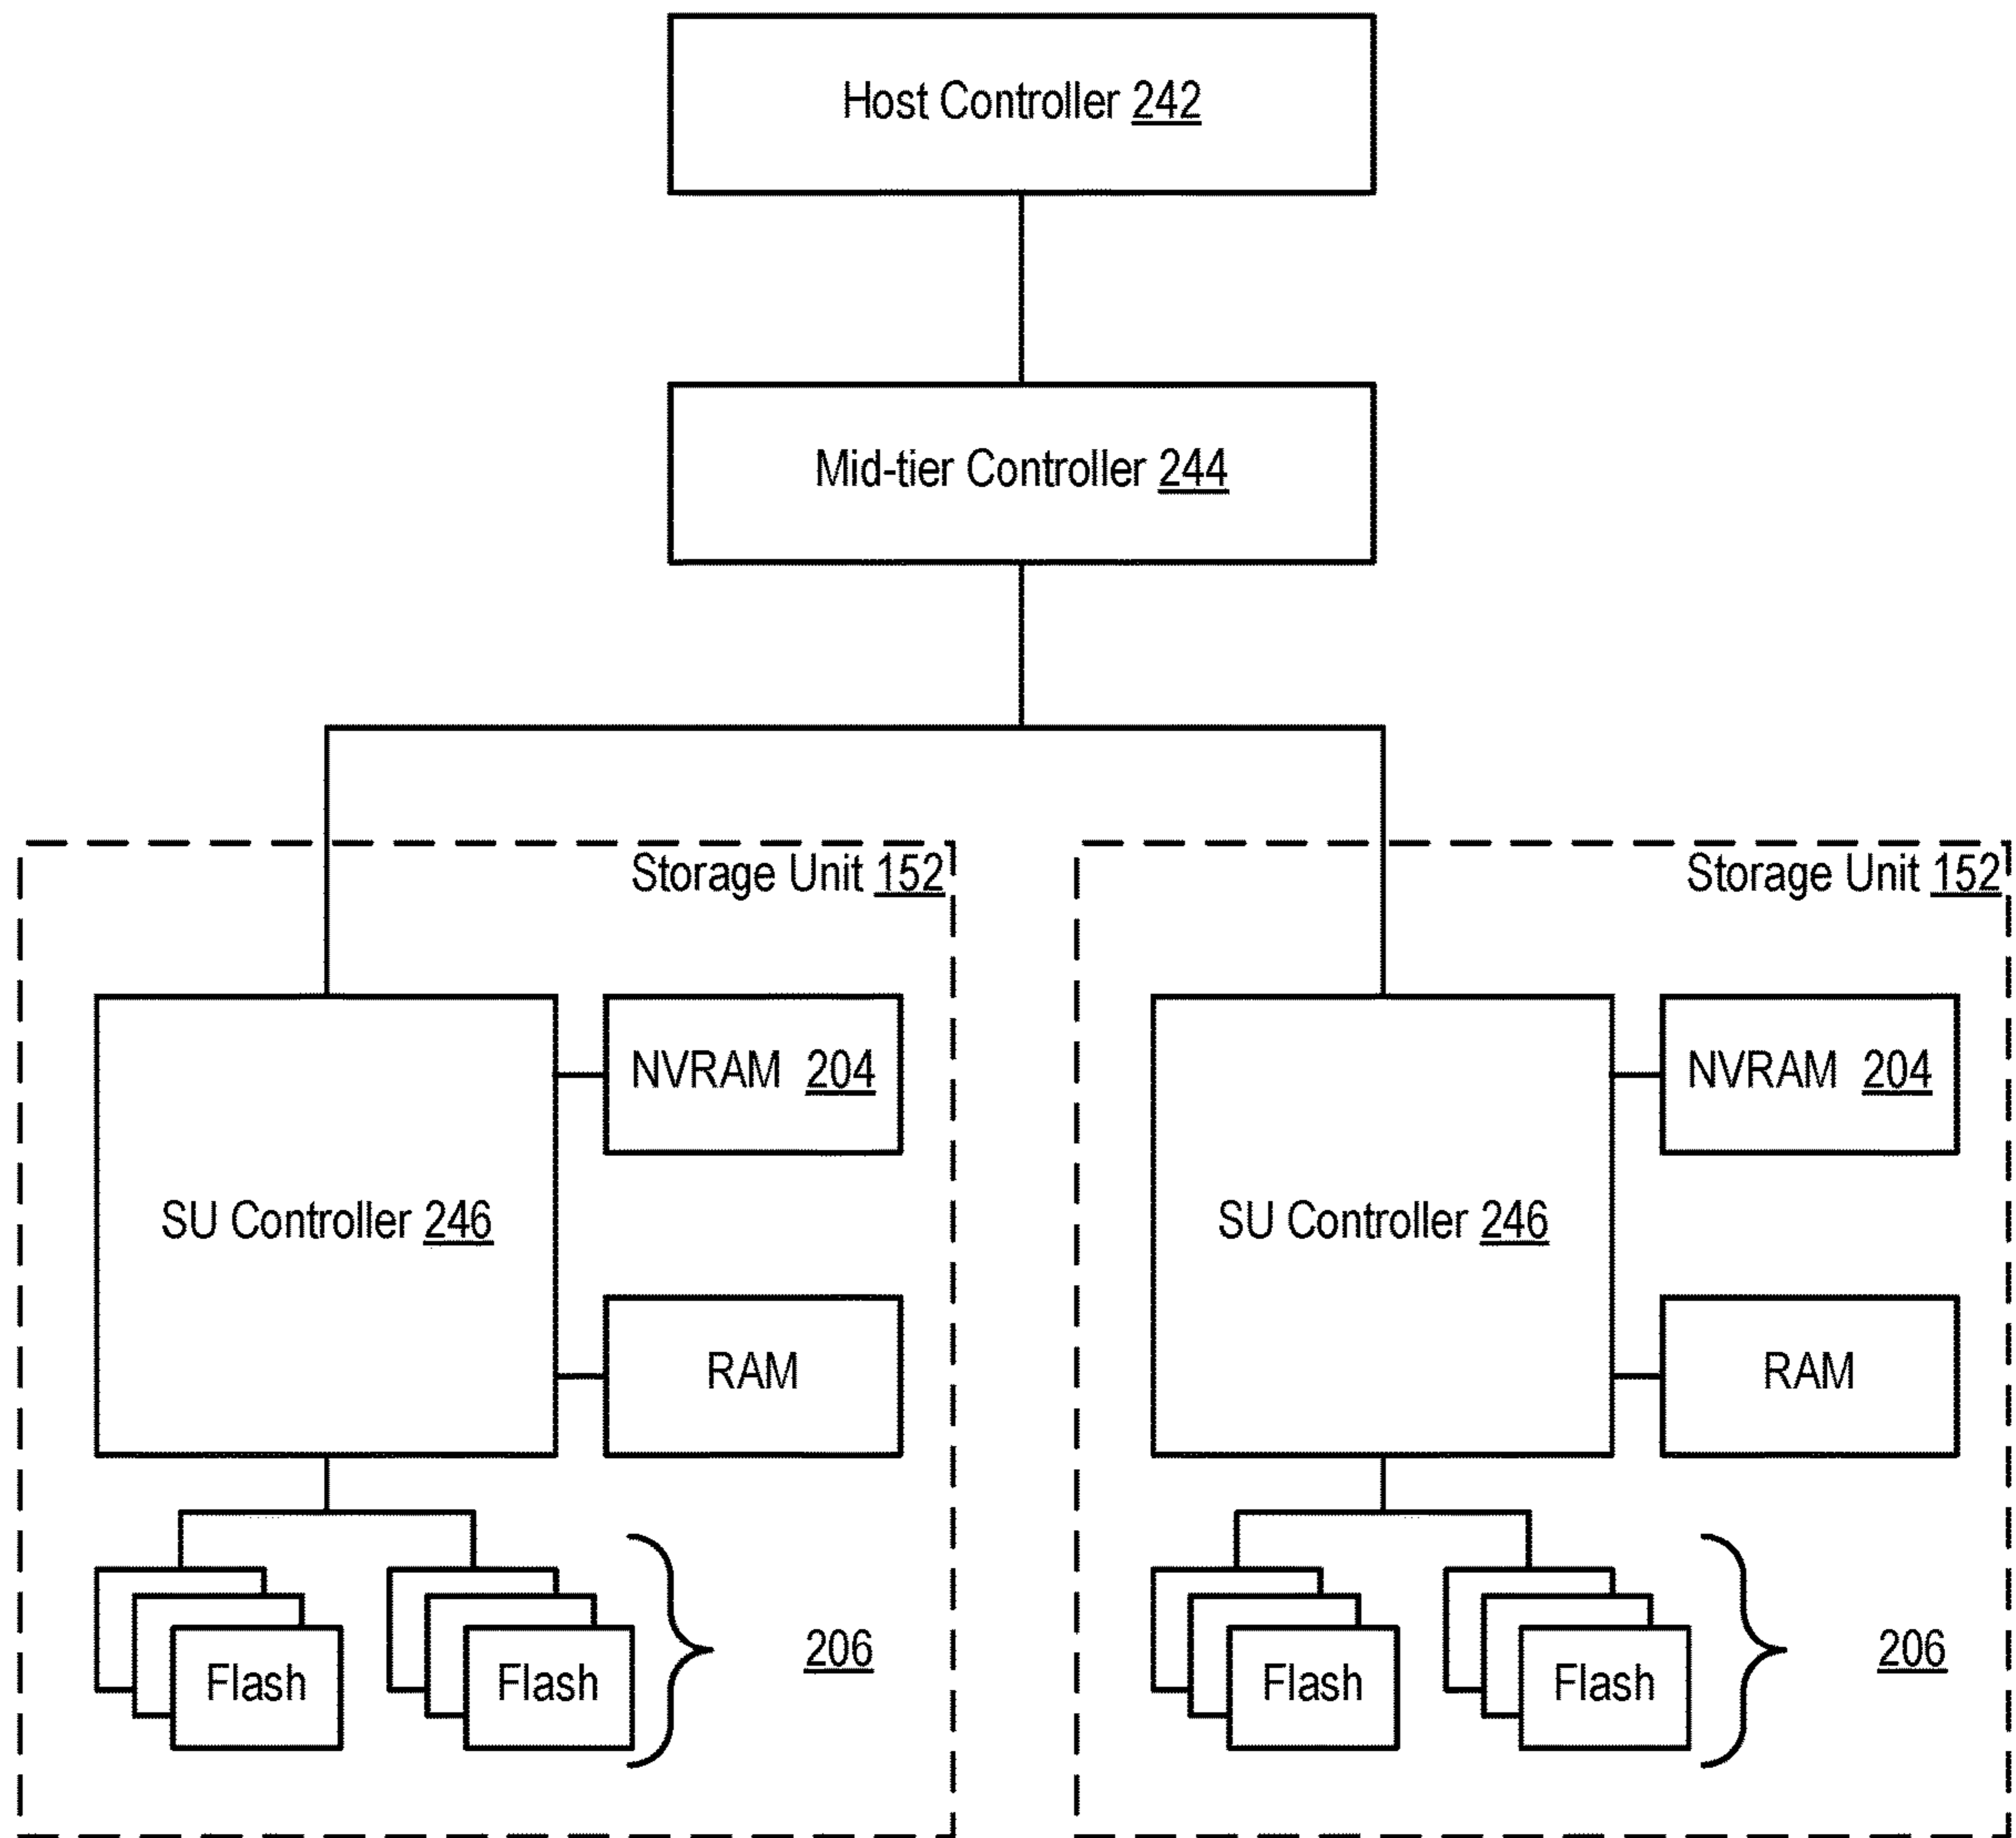 Host Controller 242
Mid-tier Controller 244
Storage Unit 152
NVRAM 204
SU Controller 246
RAM
Flash
Flash
206
Storage Unit 152
NVRAM 204
SU Controller 246
RAM
Flash
Flash
206